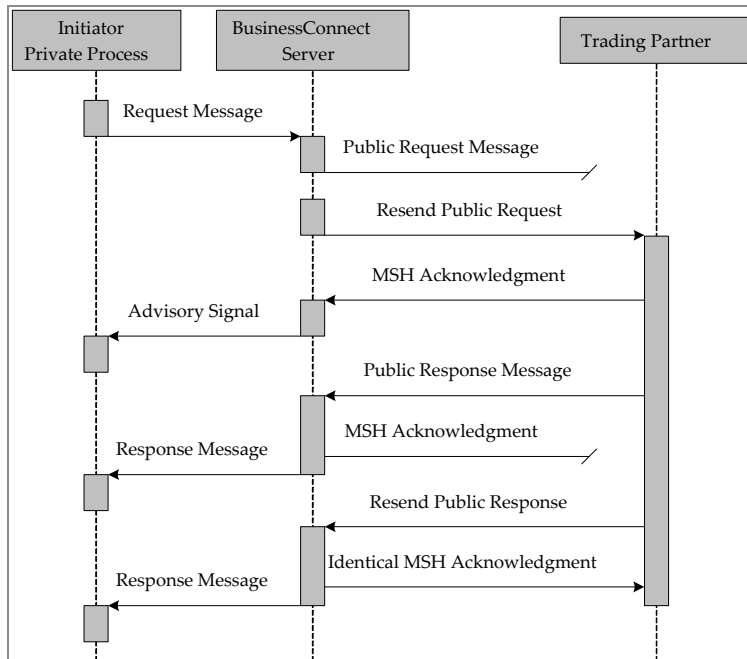 Initiator
Private Process
BusinessConnect
Server
Trading Partner
Request Message
Public Request Message
Resend Public Request
MSH Acknowledgment
Advisory Signal
Public Response Message
MSH Acknowledgment
Response Message
Resend Public Response
Identical MSH Acknowledgment
Response Message